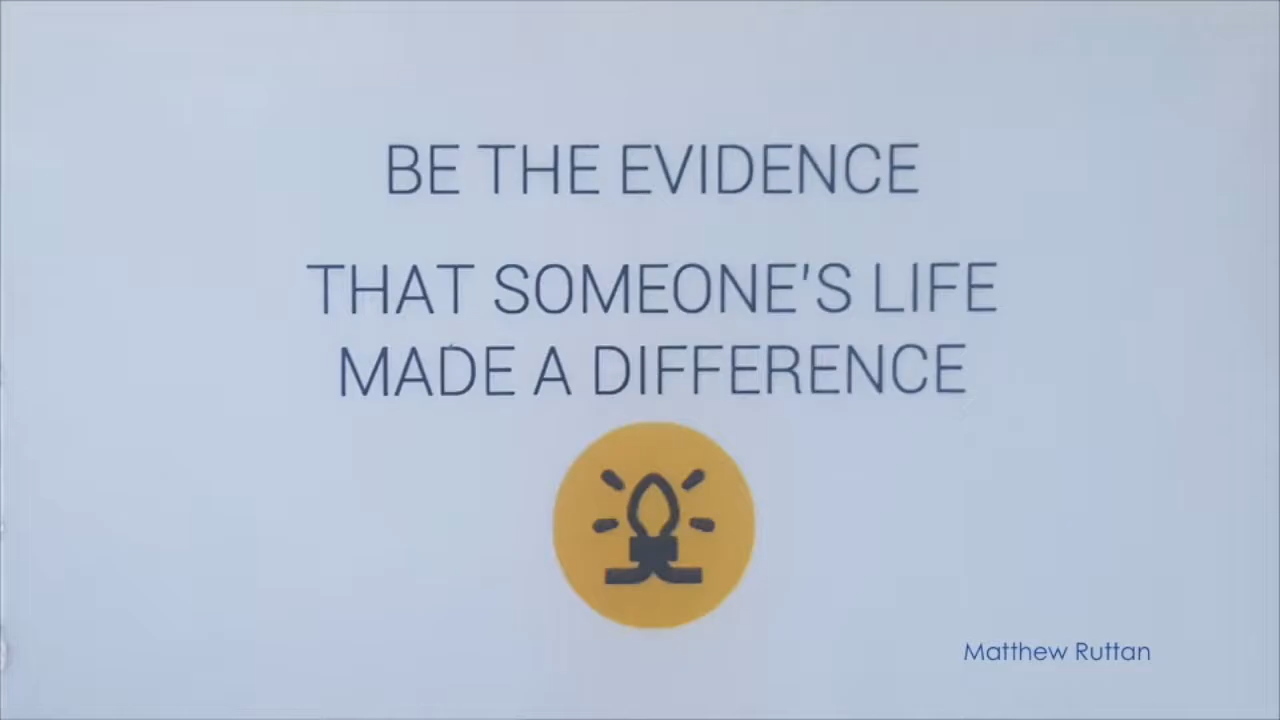 BE THE EVIDENCE
THAT SOMEONE'S LIFE
MADE A DIFFERENCE
Matthew Ruttan